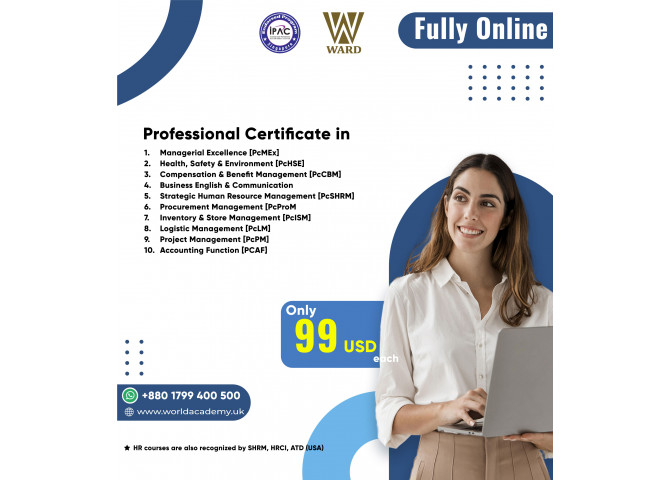 Endorsed Program
IPAC
Singapore
WARD
Fully Online
Professional Certificate in
1. Managerial Excellence [PcMEx]
2. Health, Safety & Environment [PcHSE]
3. Compensation & Benefit Management [PcCBM]
4. Business English & Communication
5. Strategic Human Resource Management [PcSHRM]
6. Procurement Management [PcProM
7. Inventory & Store Management [PcISM]
8. Logistic Management [PcLM]
9. Project Management [PcPM]
10. Accounting Function [PCAF]
Only
99 USD
each
+880 1799 400 500
www.worldacademy.uk
★ HR courses are also recognized by SHRM, HRCI, ATD (USA)